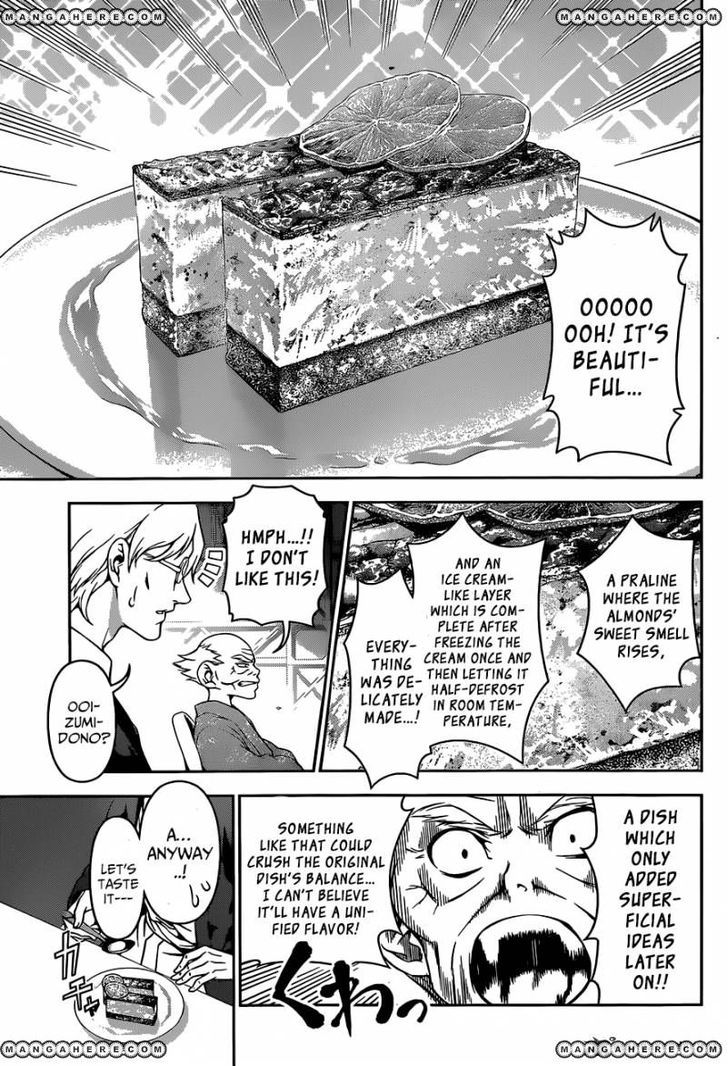 MANGAHERE.COM
MANGAHERE.COM
OOOOO
OOH! IT'S
BEAUTI-
FUL...
A PRALINE
WHERE THE
ALMONDS'
SWEET SMELL
RISES,
AND AN
ICE CREAM-
LIKE LAYER
WHICH IS COM-
PLETE AFTER
FREEZING THE
CREAM ONCE AND
THEN LETTING IT
HALF-DEFROST
IN ROOM TEM-
PERATURE,
EVERY-
THING
WAS DE-
LICATELY
MADE...!
HMPH...!!
I DON'T
LIKE THIS!
OOI-
ZUMI-
DONO?
A DISH
WHICH
ONLY
ADDED
SUPER-
FICIAL
IDEAS
LATER
ON!!
SOMETHING
LIKE THAT COULD
CRUSH THE ORIGINAL
DISH'S BALANCE...
I CAN'T BELIEVE
IT'LL HAVE A UNI-
FIED FLAVOR!
くわっ
A...
ANYWAY
..!
LET'S
TASTE
IT---
カチャ
MANGAHERE.COM
MANGAHERE.COM